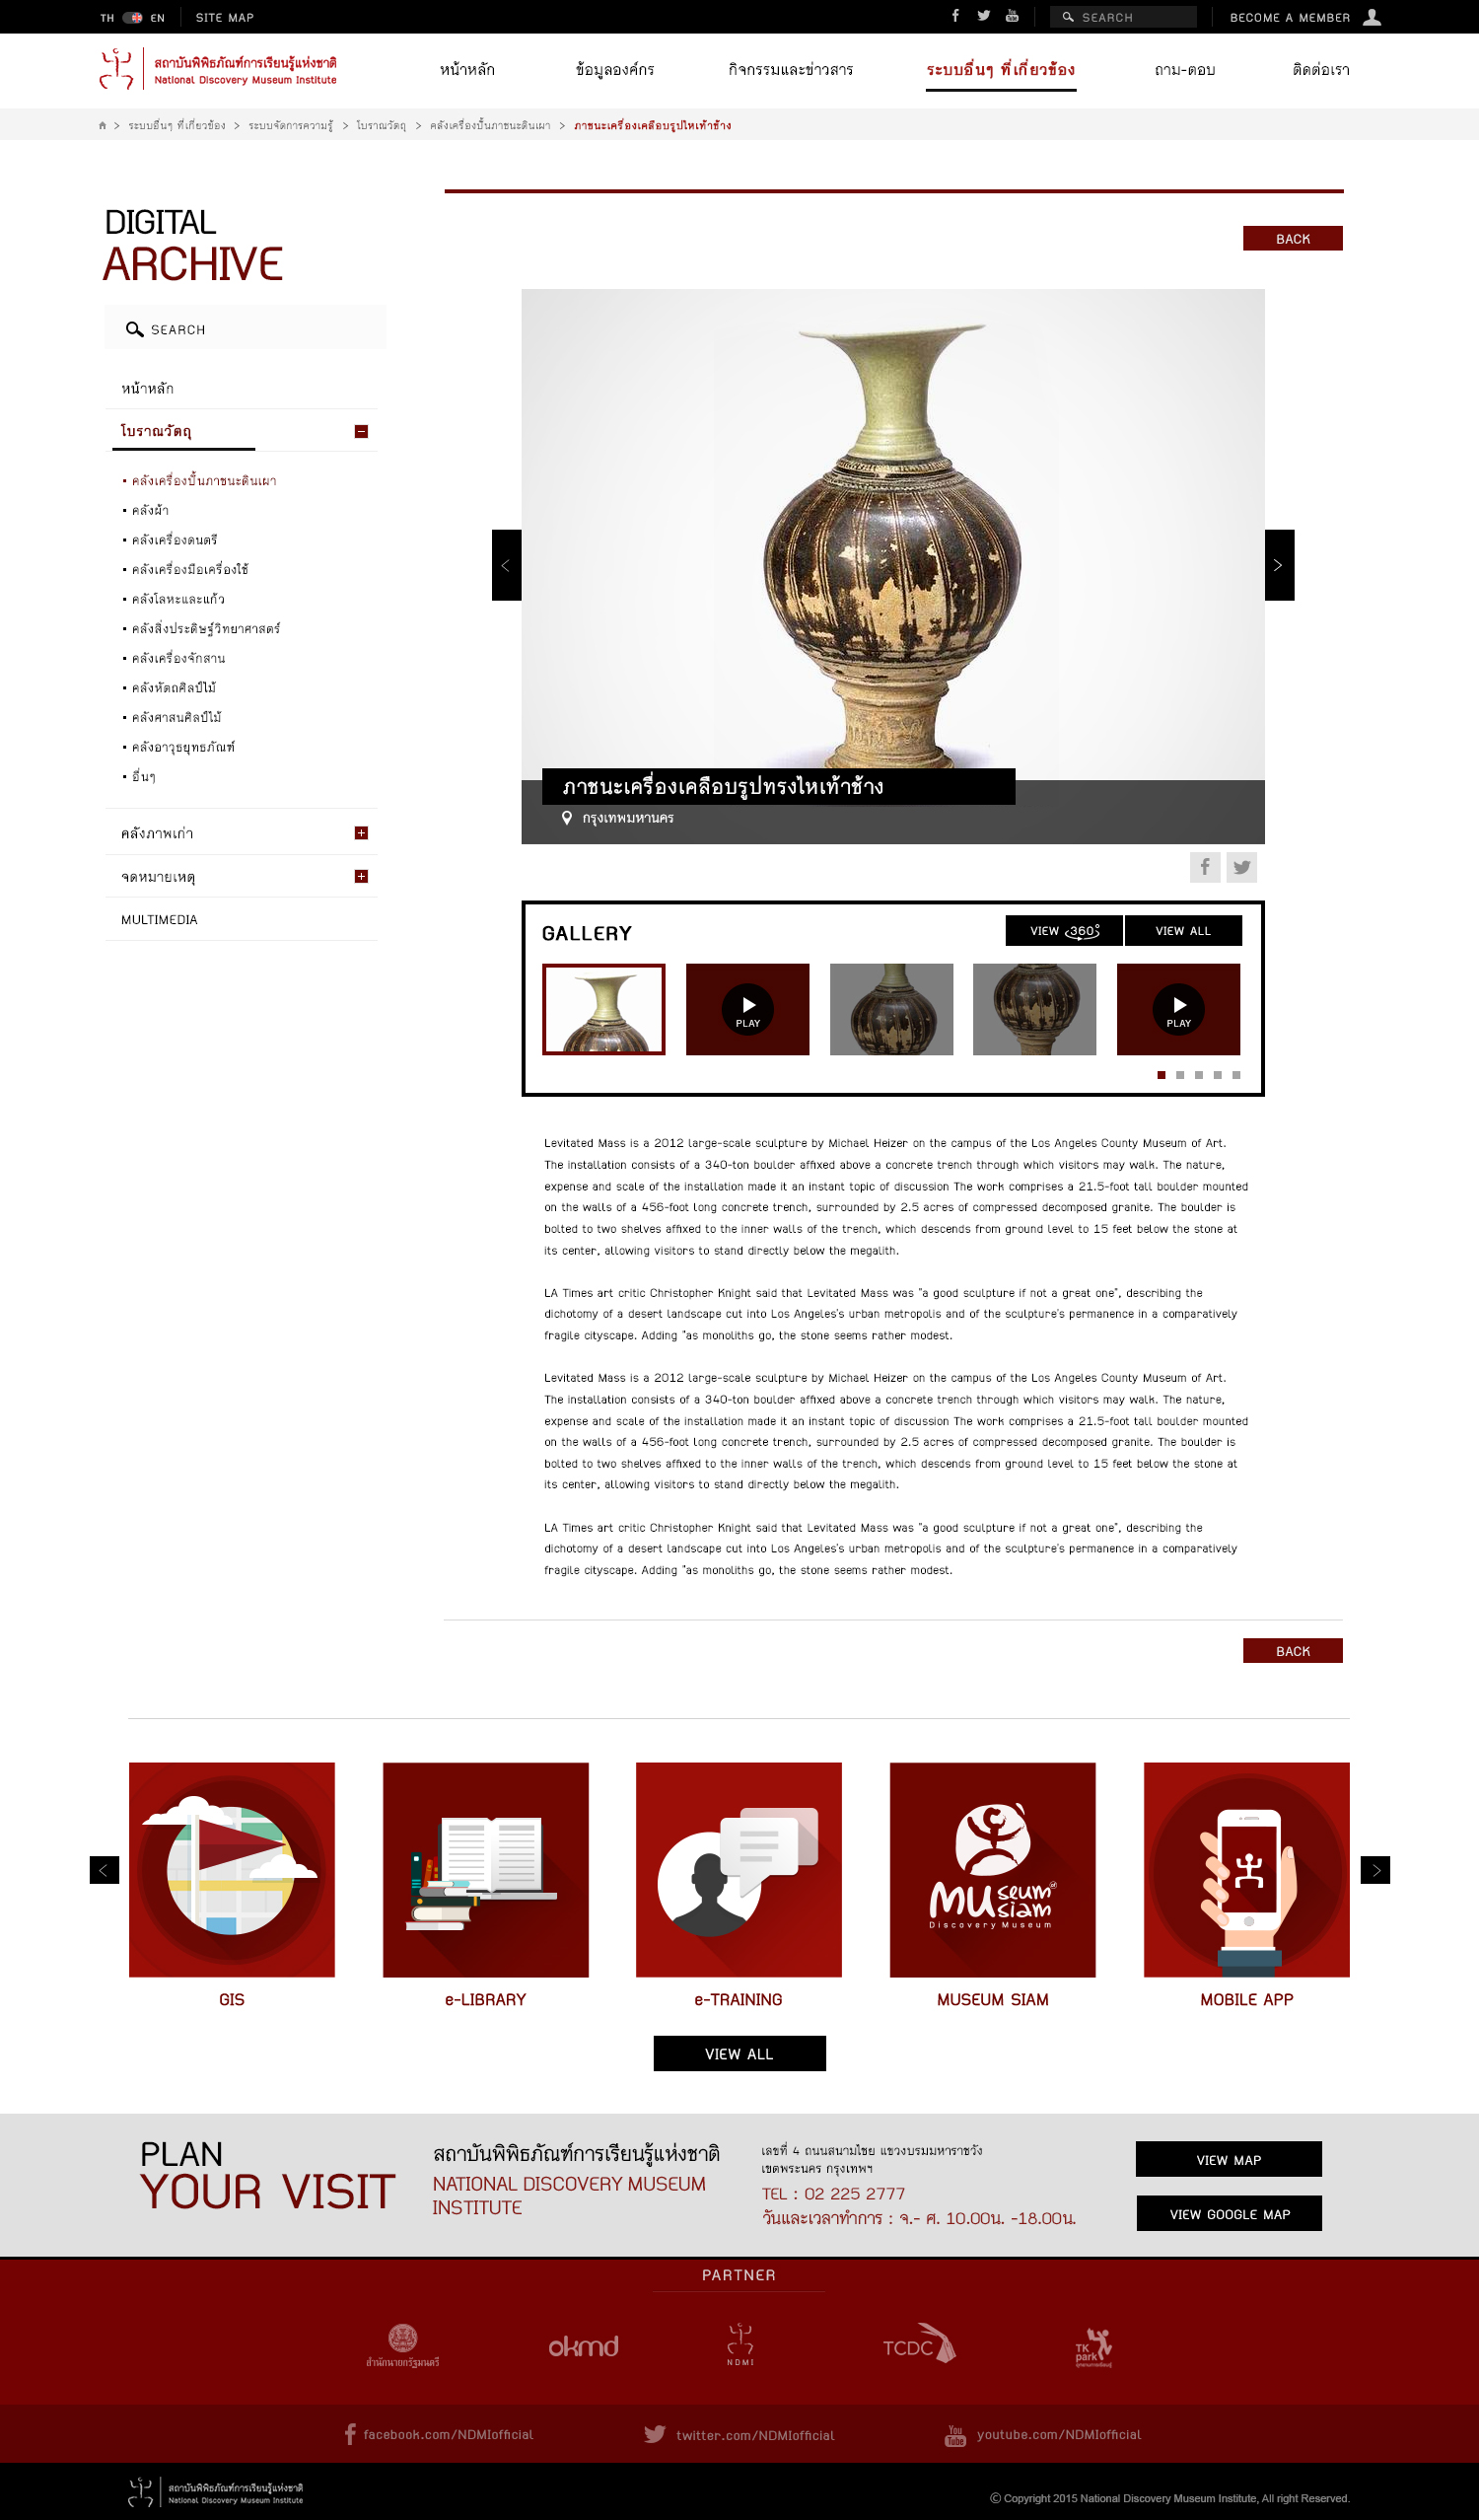 TH EN SITE MAP SEARCH BECOME A MEMBER
สถาบันพิพิธภัณฑ์การเรียนรู้แห่งชาติ
National Discovery Museum Institute
หน้าหลัก ข้อมูลองค์กร กิจกรรมและข่าวสาร ระบบอื่นๆ ที่เกี่ยวข้อง ถาม-ตอบ ติดต่อเรา
> ระบบอื่นๆ ที่เกี่ยวข้อง > ระบบจัดการความรู้ > โบราณวัตถุ > คลังเครื่องปั้นภาชนะดินเผา > ภาชนะเครื่องเคลือบรูปไหเท้าช้าง
DIGITAL
ARCHIVE
SEARCH
หน้าหลัก
โบราณวัตถุ
▪ คลังเครื่องปั้นภาชนะดินเผา
▪ คลังผ้า
▪ คลังเครื่องดนตรี
▪ คลังเครื่องมือเครื่องใช้
▪ คลังโลหะและแก้ว
▪ คลังสิ่งประดิษฐ์วิทยาศาสตร์
▪ คลังเครื่องจักสาน
▪ คลังหัตถศิลป์ไม้
▪ คลังศาสนศิลป์ไม้
▪ คลังอาวุธยุทธภัณฑ์
▪ อื่นๆ
คลังภาพเก่า
จดหมายเหตุ
MULTIMEDIA
BACK
ภาชนะเครื่องเคลือบรูปทรงไหเท้าช้าง
กรุงเทพมหานคร
GALLERY
VIEW 360°
VIEW ALL
PLAY
PLAY
Levitated Mass is a 2012 large-scale sculpture by Michael Heizer on the campus of the Los Angeles County Museum of Art.
The installation consists of a 340-ton boulder affixed above a concrete trench through which visitors may walk. The nature,
expense and scale of the installation made it an instant topic of discussion The work comprises a 21.5-foot tall boulder mounted
on the walls of a 456-foot long concrete trench, surrounded by 2.5 acres of compressed decomposed granite. The boulder is
bolted to two shelves affixed to the inner walls of the trench, which descends from ground level to 15 feet below the stone at
its center, allowing visitors to stand directly below the megalith.
LA Times art critic Christopher Knight said that Levitated Mass was "a good sculpture if not a great one", describing the
dichotomy of a desert landscape cut into Los Angeles's urban metropolis and of the sculpture's permanence in a comparatively
fragile cityscape. Adding "as monoliths go, the stone seems rather modest.
Levitated Mass is a 2012 large-scale sculpture by Michael Heizer on the campus of the Los Angeles County Museum of Art.
The installation consists of a 340-ton boulder affixed above a concrete trench through which visitors may walk. The nature,
expense and scale of the installation made it an instant topic of discussion The work comprises a 21.5-foot tall boulder mounted
on the walls of a 456-foot long concrete trench, surrounded by 2.5 acres of compressed decomposed granite. The boulder is
bolted to two shelves affixed to the inner walls of the trench, which descends from ground level to 15 feet below the stone at
its center, allowing visitors to stand directly below the megalith.
LA Times art critic Christopher Knight said that Levitated Mass was "a good sculpture if not a great one", describing the
dichotomy of a desert landscape cut into Los Angeles's urban metropolis and of the sculpture's permanence in a comparatively
fragile cityscape. Adding "as monoliths go, the stone seems rather modest.
BACK
Museum of Siam
Discovery Museum
GIS e-LIBRARY e-TRAINING MUSEUM SIAM MOBILE APP
VIEW ALL
PLAN
YOUR VISIT
สถาบันพิพิธภัณฑ์การเรียนรู้แห่งชาติ
NATIONAL DISCOVERY MUSEUM
INSTITUTE
เลขที่ 4 ถนนสนามไชย แขวงบรมมหาราชวัง
เขตพระนคร กรุงเทพฯ
TEL : 02 225 2777
วันและเวลาทำการ : จ.- ศ. 10.00น. -18.00น.
VIEW MAP
VIEW GOOGLE MAP
PARTNER
สำนักนายกรัฐมนตรี
okmd
NDMI
TCDC
TK park
facebook.com/NDMIofficial
twitter.com/NDMIofficial
You Tube youtube.com/NDMIofficial
สถาบันพิพิธภัณฑ์การเรียนรู้แห่งชาติ
National Discovery Museum Institute
© Copyright 2015 National Discovery Museum Institute, All right Reserved.